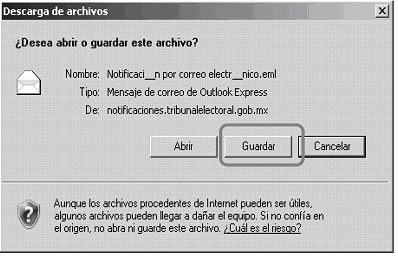 Descarga de archivos
¿Desea abrir o guardar este archivo?
Nombre: Notificaci__n por correo electr__nico.eml
Tipo: Mensaje de correo de Outlook Express
De: notificaciones.tribunalelectoral.gob.mx
Abrir Guardar Cancelar
Aunque los archivos procedentes de Internet pueden ser útiles,
algunos archivos pueden llegar a dañar el equipo. Si no confía en
el origen, no abra ni guarde este archivo. ¿Cuál es el riesgo?